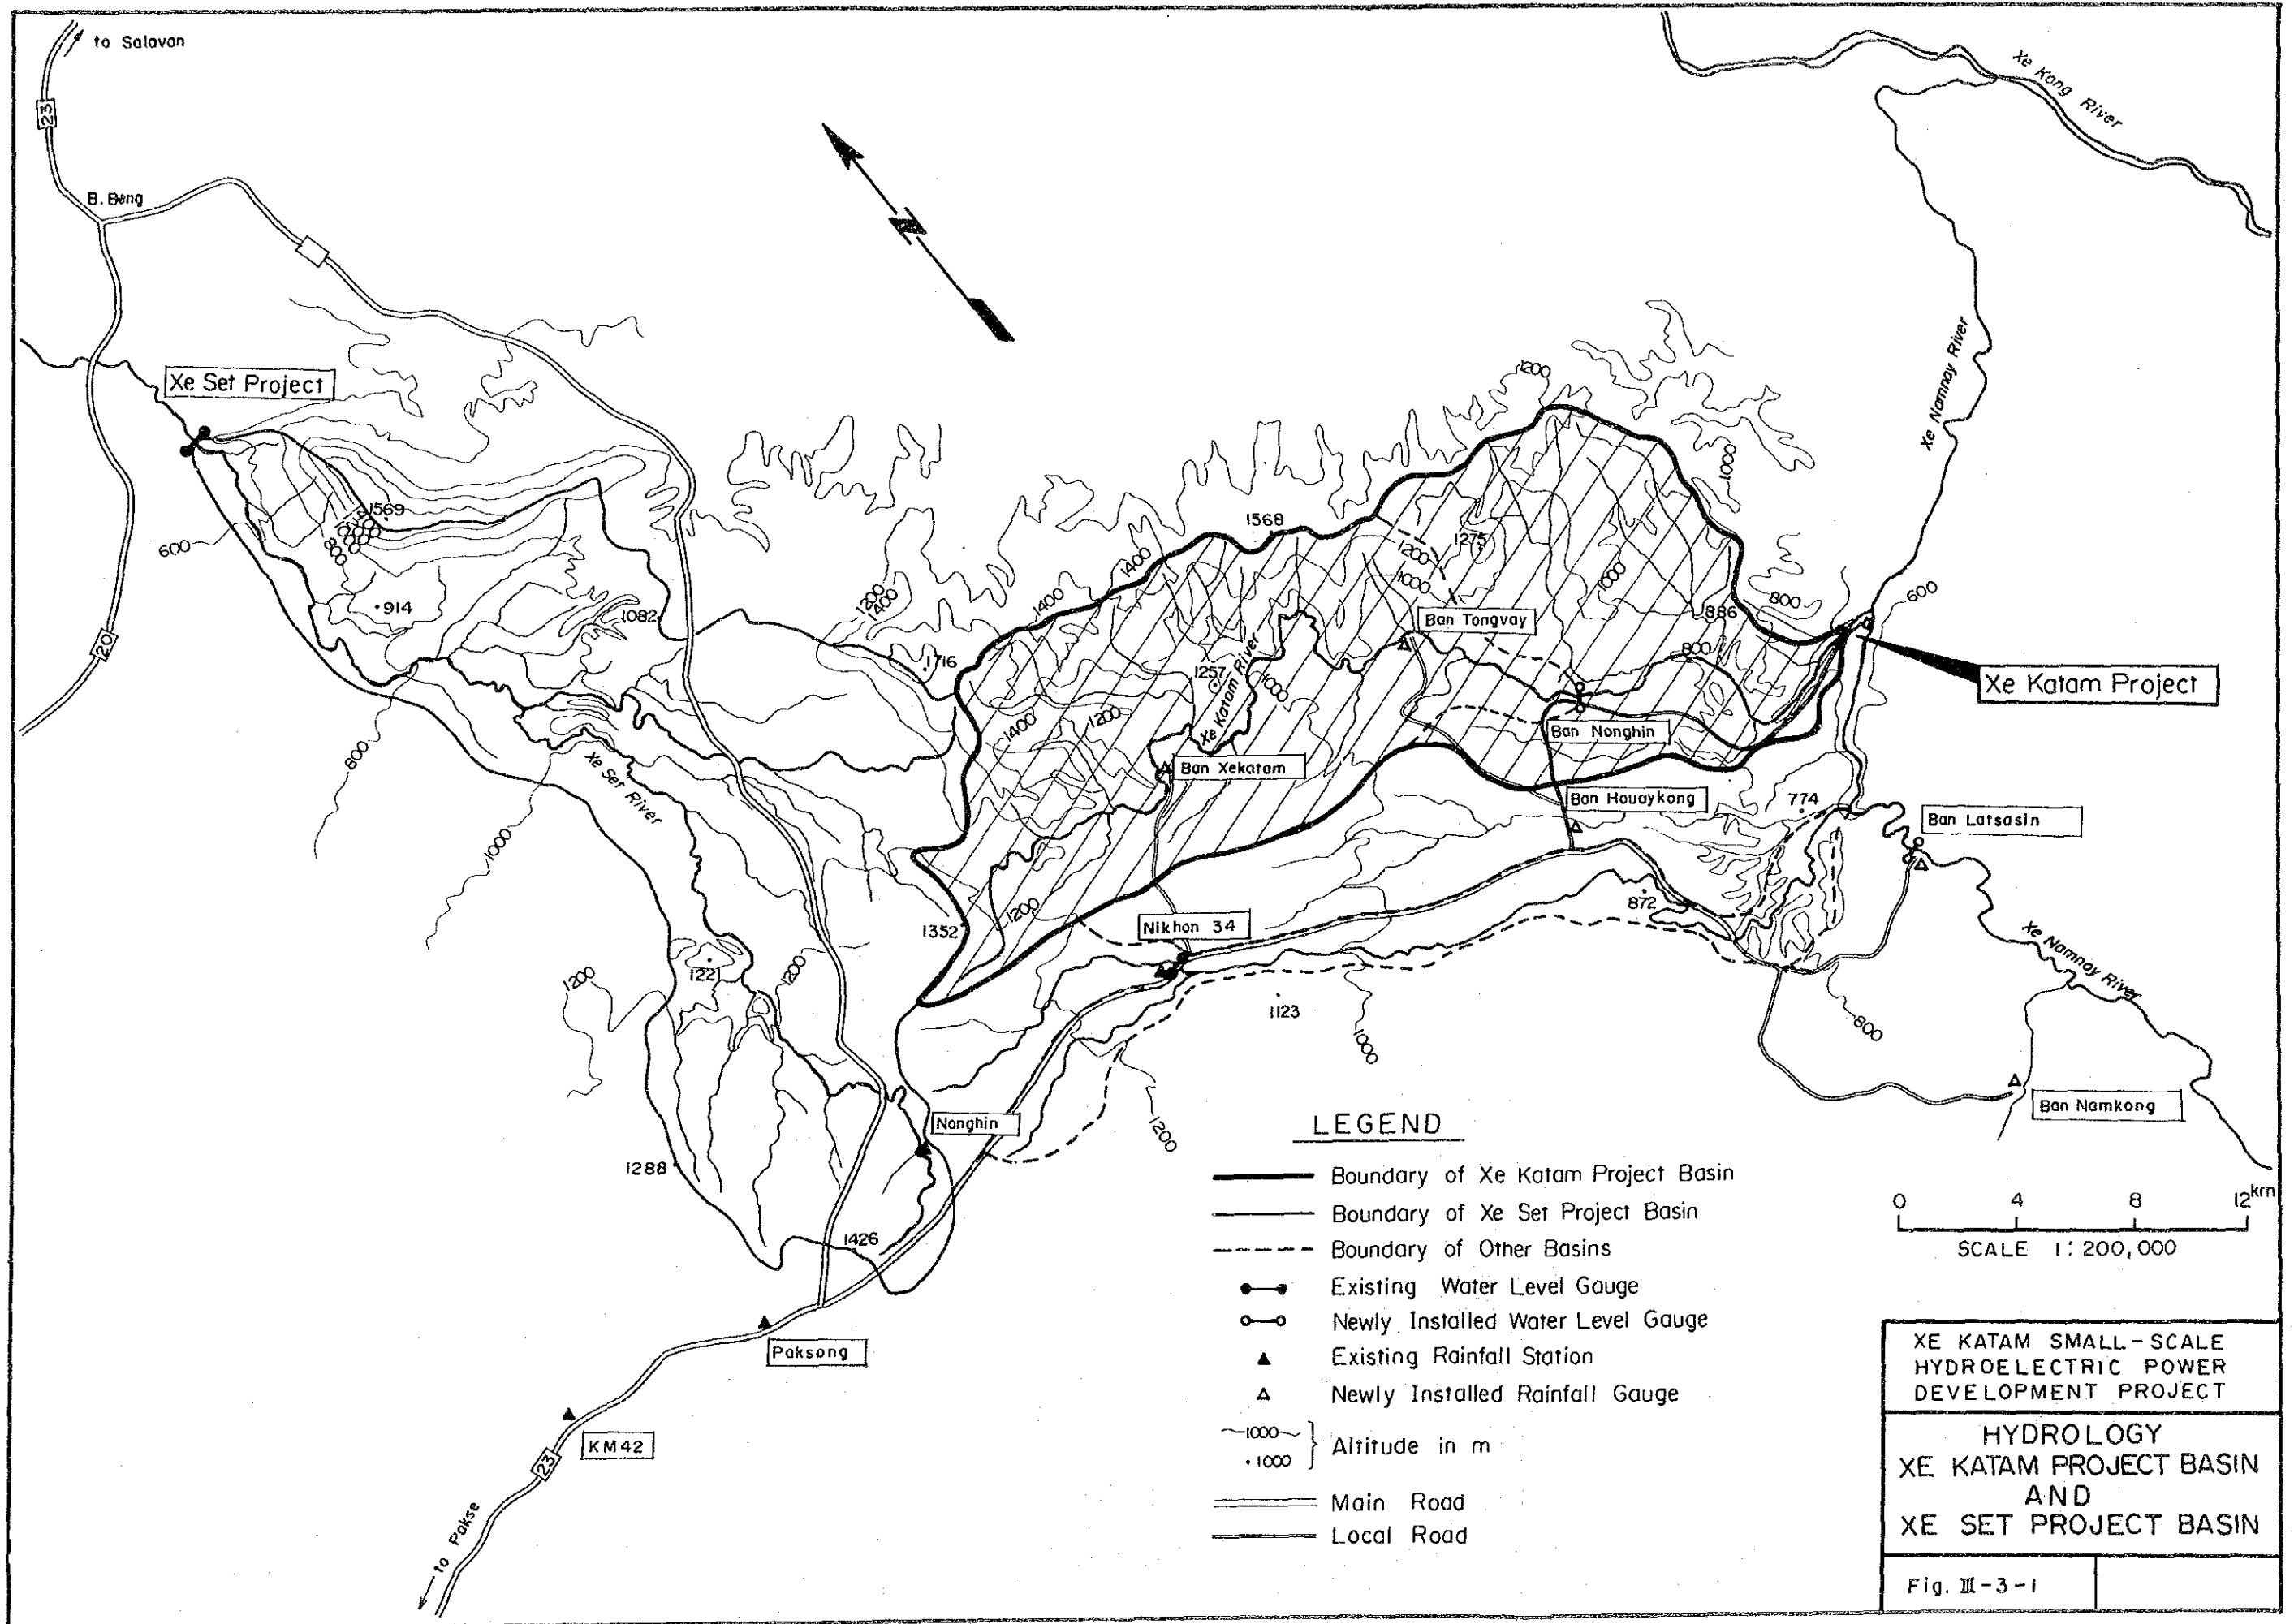 to Salavan
23
B. Beng
Xe Kong River
Xe Set Project
Xe Namnoy River
1200
1000
1569
800
600
914
1082
1568
1400
1200
1275
1000
1000
1400
1200
1400
Ban Tongvay
886
800
600
20
1716
1257
Xe Katam River
1000
800
Xe Katam Project
1400
1200
Ban Nonghin
800
Xe Set River
Ban Xekatam
Ban Houaykong
774
Ban Latsasin
1000
1200
1352
Nikhon 34
872
Xe Namnoy River
1200
1221
1200
1123
1000
800
Nonghin
1200
Ban Namkong
1288
1426
Paksong
KM42
23
to Pakse
LEGEND
Boundary of Xe Katam Project Basin
Boundary of Xe Set Project Basin
Boundary of Other Basins
Existing Water Level Gauge
Newly Installed Water Level Gauge
Existing Rainfall Station
Newly Installed Rainfall Gauge
1000
Altitude in m
1000
Main Road
Local Road
0 4 8 12km
SCALE 1:200,000
XE KATAM SMALL-SCALE
HYDROELECTRIC POWER
DEVELOPMENT PROJECT
HYDROLOGY
XE KATAM PROJECT BASIN
AND
XE SET PROJECT BASIN
Fig. III-3-1